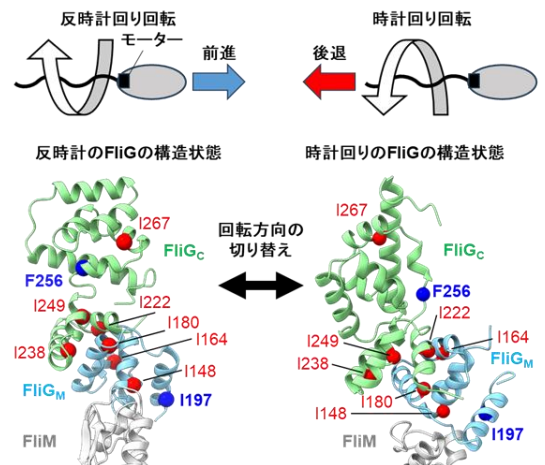 反時計回り回転
モーター
前進
時計回り回転
後退
反時計のFliGの構造状態
時計回りのFliGの構造状態
I267
FliGC
F256
I249
I222
I180
I164
I238
I148
FliGM
I197
FliM
回転方向の
切り替え
I267
FliGC
F256
I222
I249
I164
I238
FliGM
I180
I148
I197
FliM